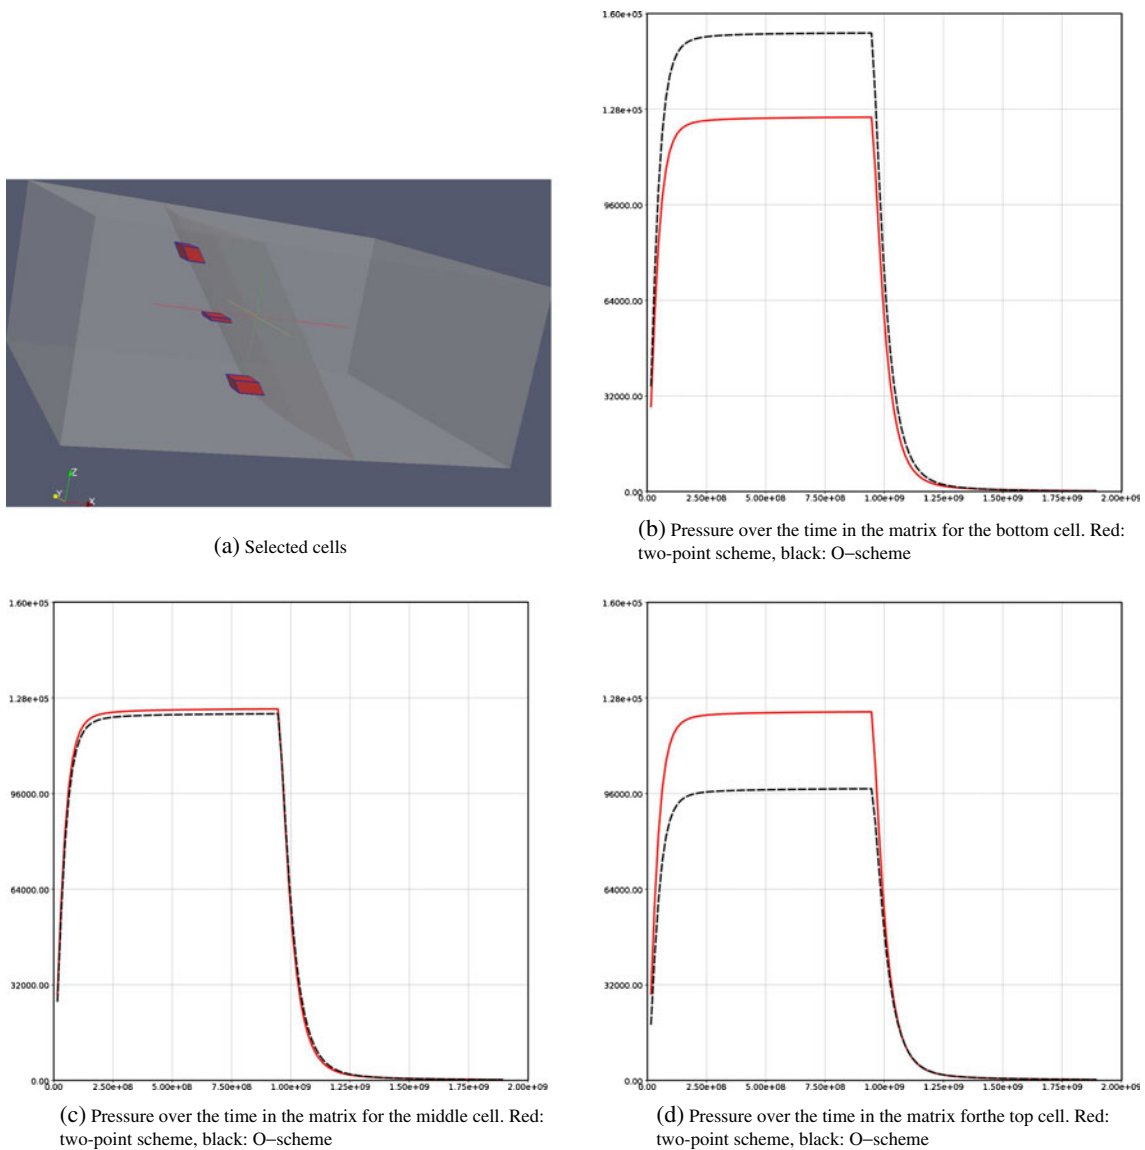 1.60e+05
1.28e+05
96000.00
64000.00
32000.00
0.00
0.00 2.50e+08 5.00e+08 7.50e+08 1.00e+09 1.25e+09 1.50e+09 1.75e+09 2.00e+09
Z
Y
X
(a) Selected cells
(b) Pressure over the time in the matrix for the bottom cell. Red:
two-point scheme, black: O–scheme
1.60e+05
1.28e+05
96000.00
64000.00
32000.00
0.00
0.00 2.50e+08 5.00e+08 7.50e+08 1.00e+09 1.25e+09 1.50e+09 1.75e+09 2.00e+09
(c) Pressure over the time in the matrix for the middle cell. Red:
two-point scheme, black: O–scheme
1.60e+05
1.28e+05
96000.00
64000.00
32000.00
0.00
0.00 2.50e+08 5.00e+08 7.50e+08 1.00e+09 1.25e+09 1.50e+09 1.75e+09 2.00e+09
(d) Pressure over the time in the matrix forthe top cell. Red:
two-point scheme, black: O–scheme